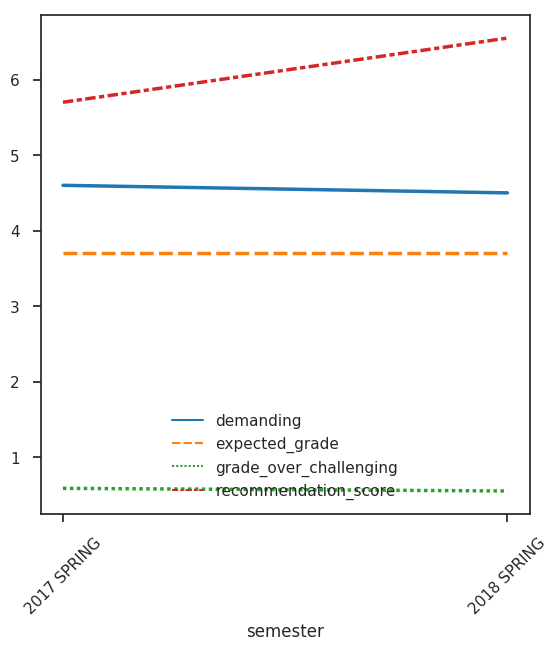 6
5
4
3
2
1
demanding
expected_grade
grade_over_challenging
recommendation_score
2017 SPRING
2018 SPRING
semester